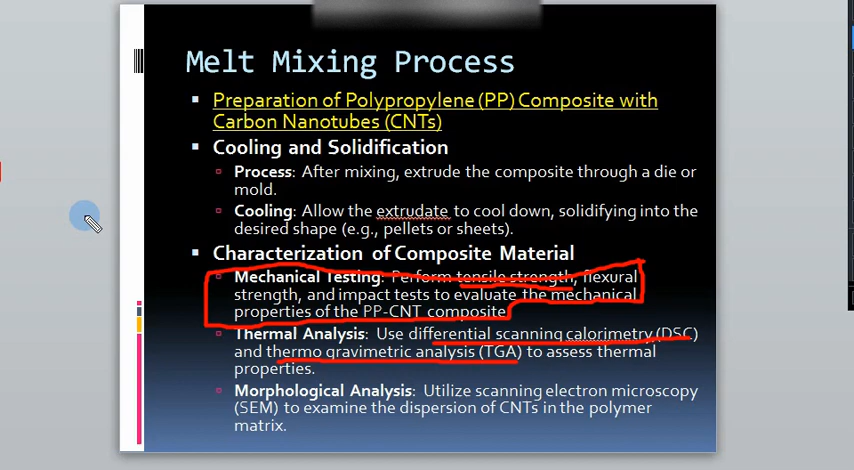 Melt Mixing Process
Preparation of Polypropylene (PP) Composite with
Carbon Nanotubes (CNTs)
Cooling and Solidification
Process: After mixing, extrude the composite through a die or
mold.
Cooling: Allow the extrudate to cool down, solidifying into the
desired shape (e.g., pellets or sheets).
Characterization of Composite Material
Mechanical Testing: Perform tensile strength, flexural
strength, and impact tests to evaluate the mechanical
properties of the PP-CNT composite
Thermal Analysis: Use differential scanning calorimetry (DSC)
and thermo gravimetric analysis (TGA) to assess thermal
properties.
Morphological Analysis: Utilize scanning electron microscopy
(SEM) to examine the dispersion of CNTs in the polymer
matrix.